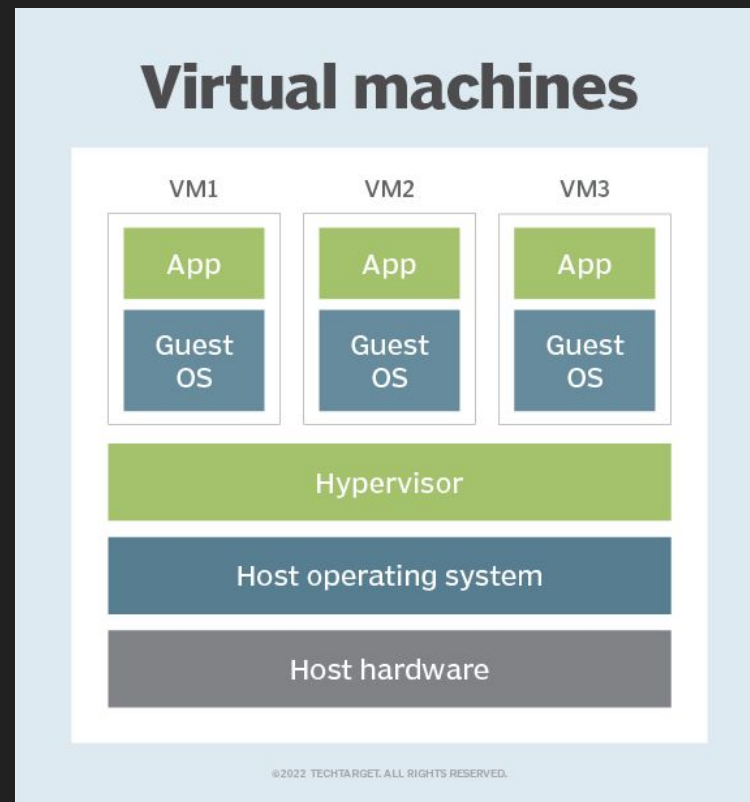 Virtual machines
VM1
VM2
VM3
App
App
App
Guest
OS
Guest
OS
Guest
OS
Hypervisor
Host operating system
Host hardware
©2022 TECHTARGET. ALL RIGHTS RESERVED.